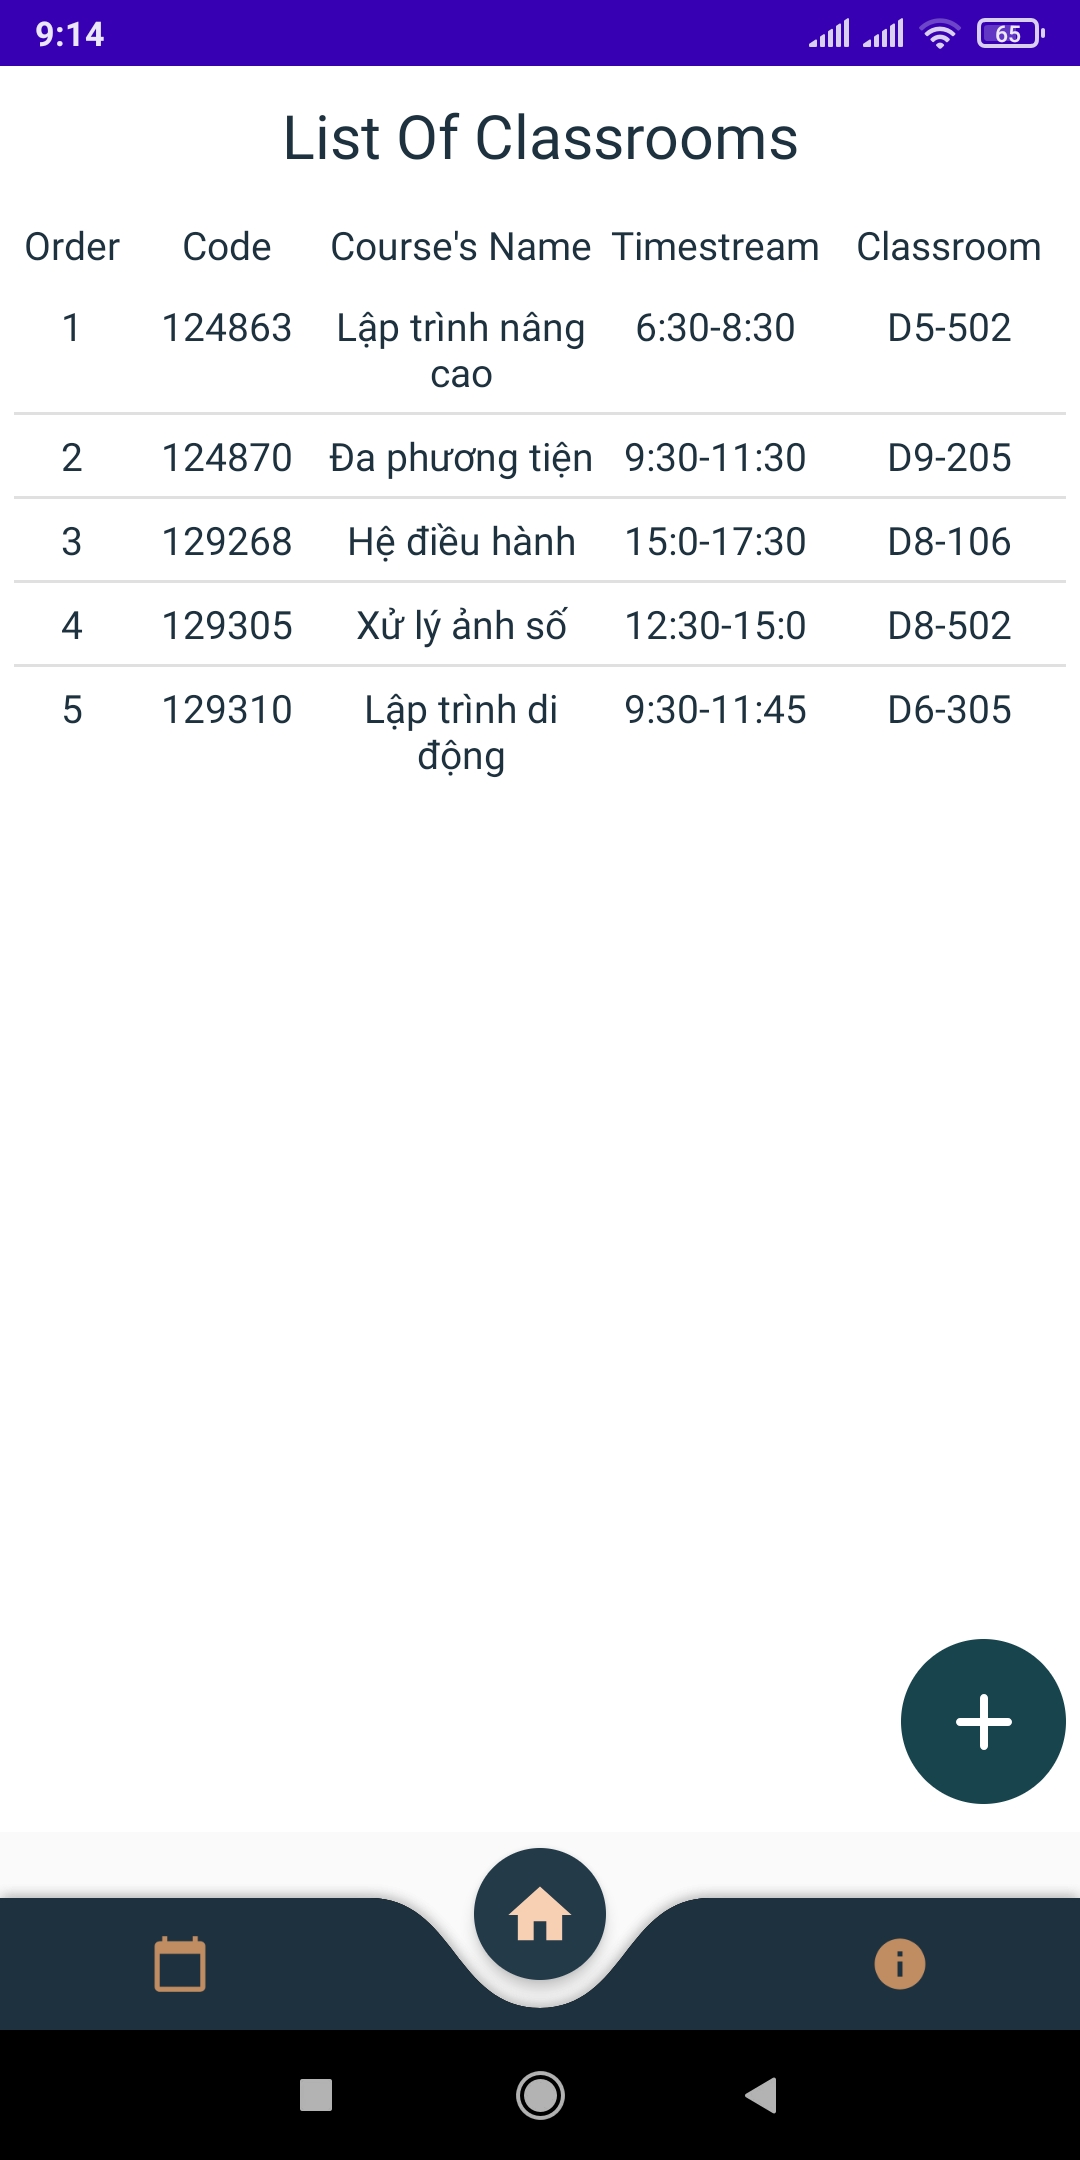 9:14 65
List Of Classrooms
Order Code Course's Name Timestream Classroom
1 124863 Lập trình nâng 6:30-8:30 D5-502
cao
2 124870 Đa phương tiện 9:30-11:30 D9-205
3 129268 Hệ điều hành 15:0-17:30 D8-106
4 129305 Xử lý ảnh số 12:30-15:0 D8-502
5 129310 Lập trình di 9:30-11:45 D6-305
động